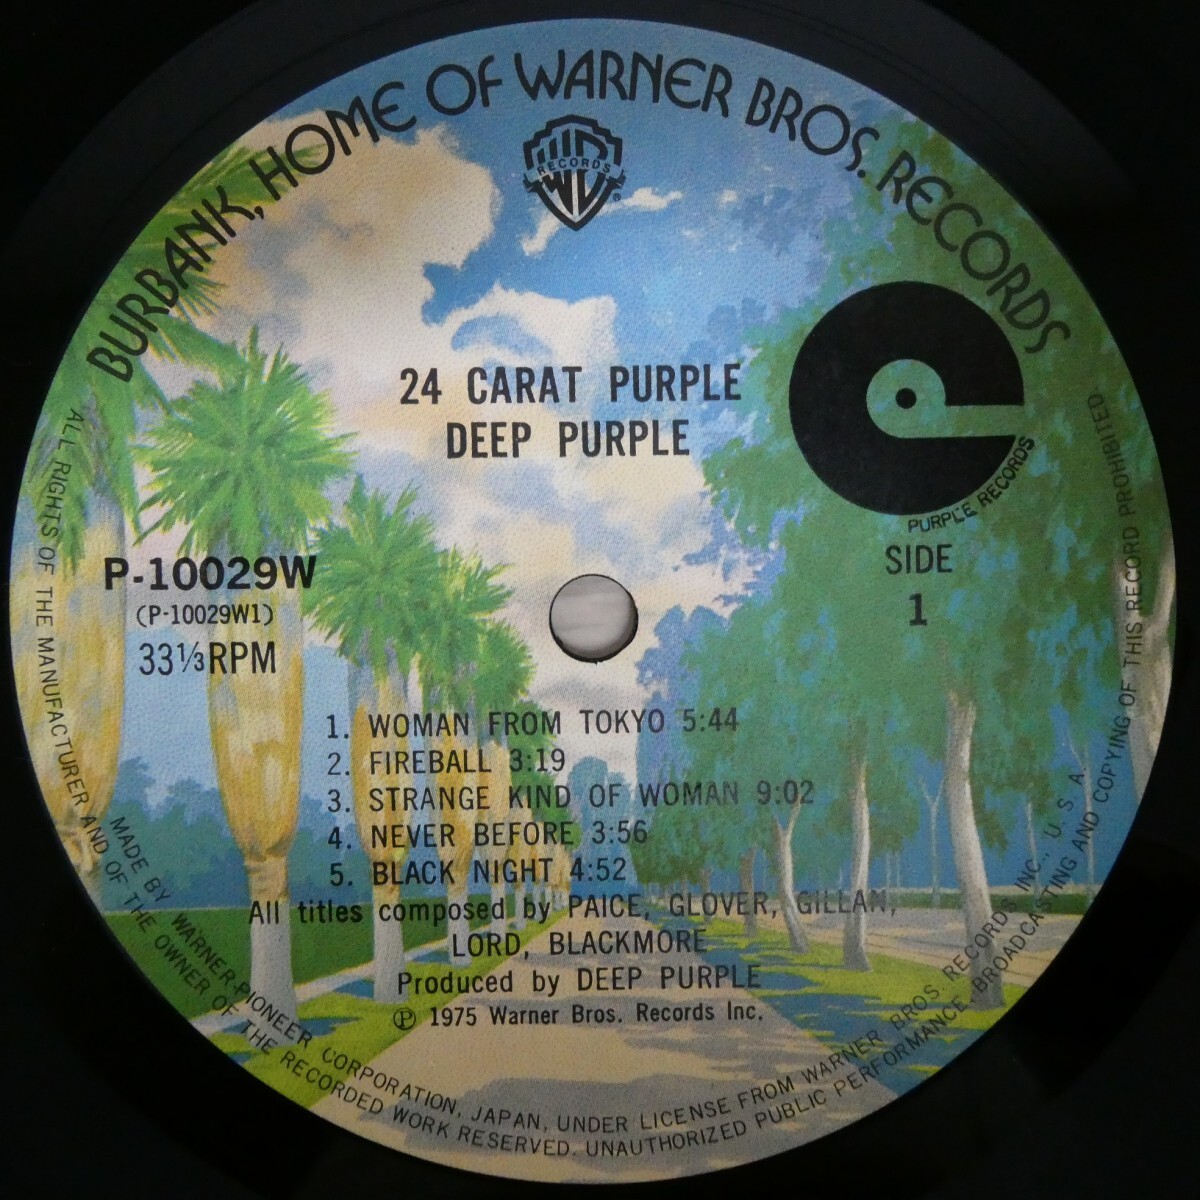 BURBANK, HOME OF WARNER BROS. RECORDS
RECORDS
24 CARAT PURPLE
DEEP PURPLE
PURPLE RECORDS
P-10029W
(P-10029W1)
33⅓RPM
SIDE
1
1. WOMAN FROM TOKYO 5:44
2. FIREBALL 3:19
3. STRANGE KIND OF WOMAN 9:02
4. NEVER BEFORE 3:56
5. BLACK NIGHT 4:52
All titles composed by PAICE, GLOVER, GILLAN,
LORD, BLACKMORE
Produced by DEEP PURPLE
Ⓟ 1975 Warner Bros. Records Inc.
MADE BY WARNER-PIONEER CORPORATION, JAPAN, UNDER LICENSE FROM WARNER BROS. RECORDS, INC., U. S. A.
ALL RIGHTS OF THE MANUFACTURER AND OF THE OWNER OF THE RECORDED WORK RESERVED. UNAUTHORIZED PUBLIC PERFORMANCE, BROADCASTING AND COPYING OF THIS RECORD PROHIBITED